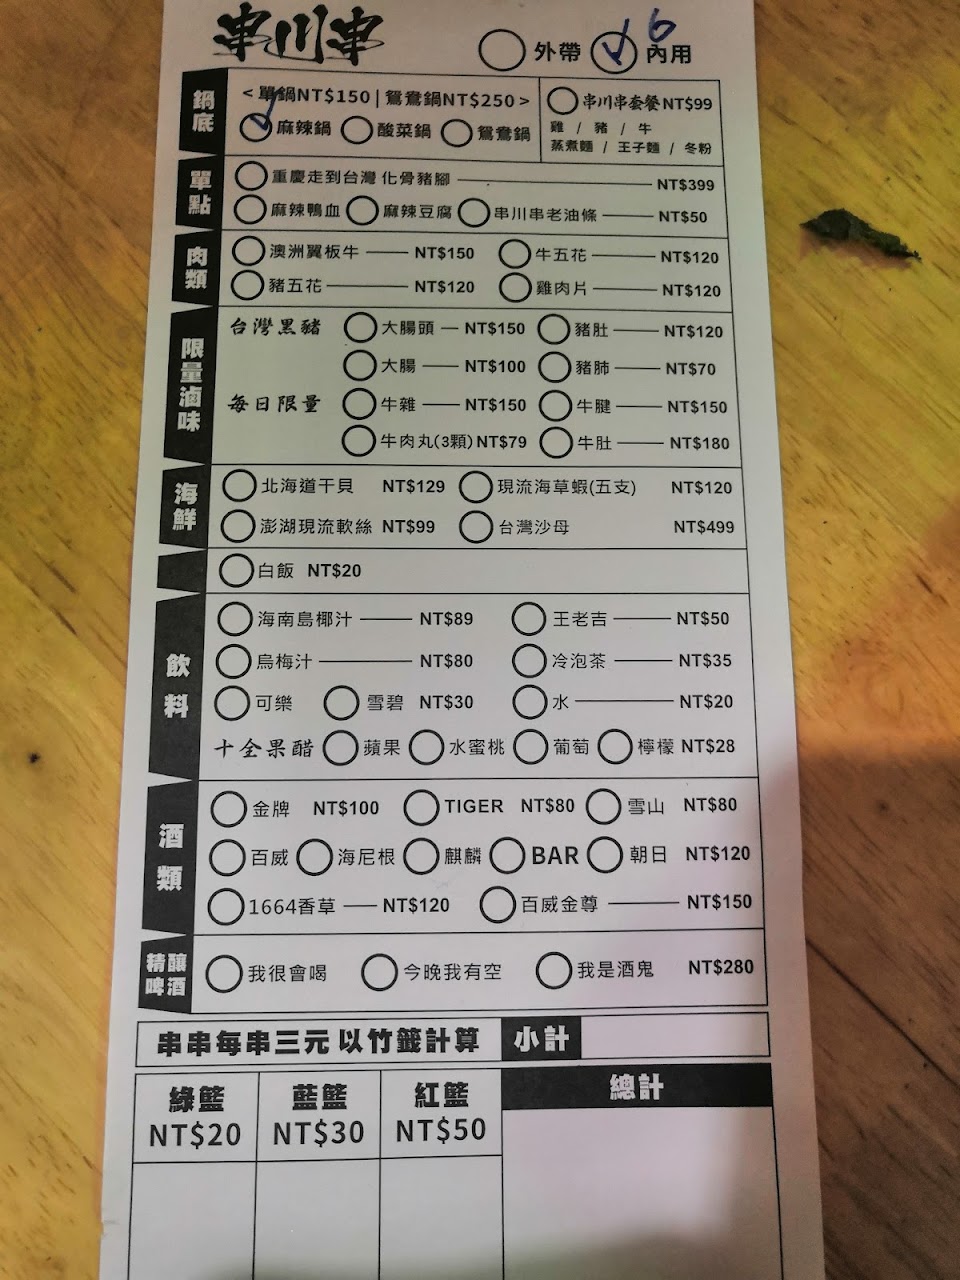 串川串
外帶 內用 6
鍋底
<單鍋NT$150 | 鴛鴦鍋NT$250>
麻辣鍋 酸菜鍋 鴛鴦鍋
串川串套餐NT$99
雞 / 豬 / 牛
蒸煮麵 / 王子麵 / 冬粉
單點
重慶走到台灣 化骨豬腳 NT$399
麻辣鴨血 麻辣豆腐 串川串老油條 NT$50
肉類
澳洲翼板牛 NT$150 牛五花 NT$120
豬五花 NT$120 雞肉片 NT$120
限量滷味
台灣黑豬 大腸頭 NT$150 豬肚 NT$120
大腸 NT$100 豬肺 NT$70
每日限量 牛雜 NT$150 牛腱 NT$150
牛肉丸(3顆) NT$79 牛肚 NT$180
海鮮
北海道干貝 NT$129 現流海草蝦(五支) NT$120
澎湖現流軟絲 NT$99 台灣沙母 NT$499
白飯 NT$20
飲料
海南島椰汁 NT$89 王老吉 NT$50
烏梅汁 NT$80 冷泡茶 NT$35
可樂 雪碧 NT$30 水 NT$20
十全果醋 蘋果 水蜜桃 葡萄 檸檬 NT$28
酒類
金牌 NT$100 TIGER NT$80 雪山 NT$80
百威 海尼根 麒麟 BAR 朝日 NT$120
1664香草 NT$120 百威金尊 NT$150
精釀啤酒
我很會喝 今晚我有空 我是酒鬼 NT$280
串串每串三元 以竹籤計算 小計
綠籃 藍籃 紅籃 總計
NT$20 NT$30 NT$50